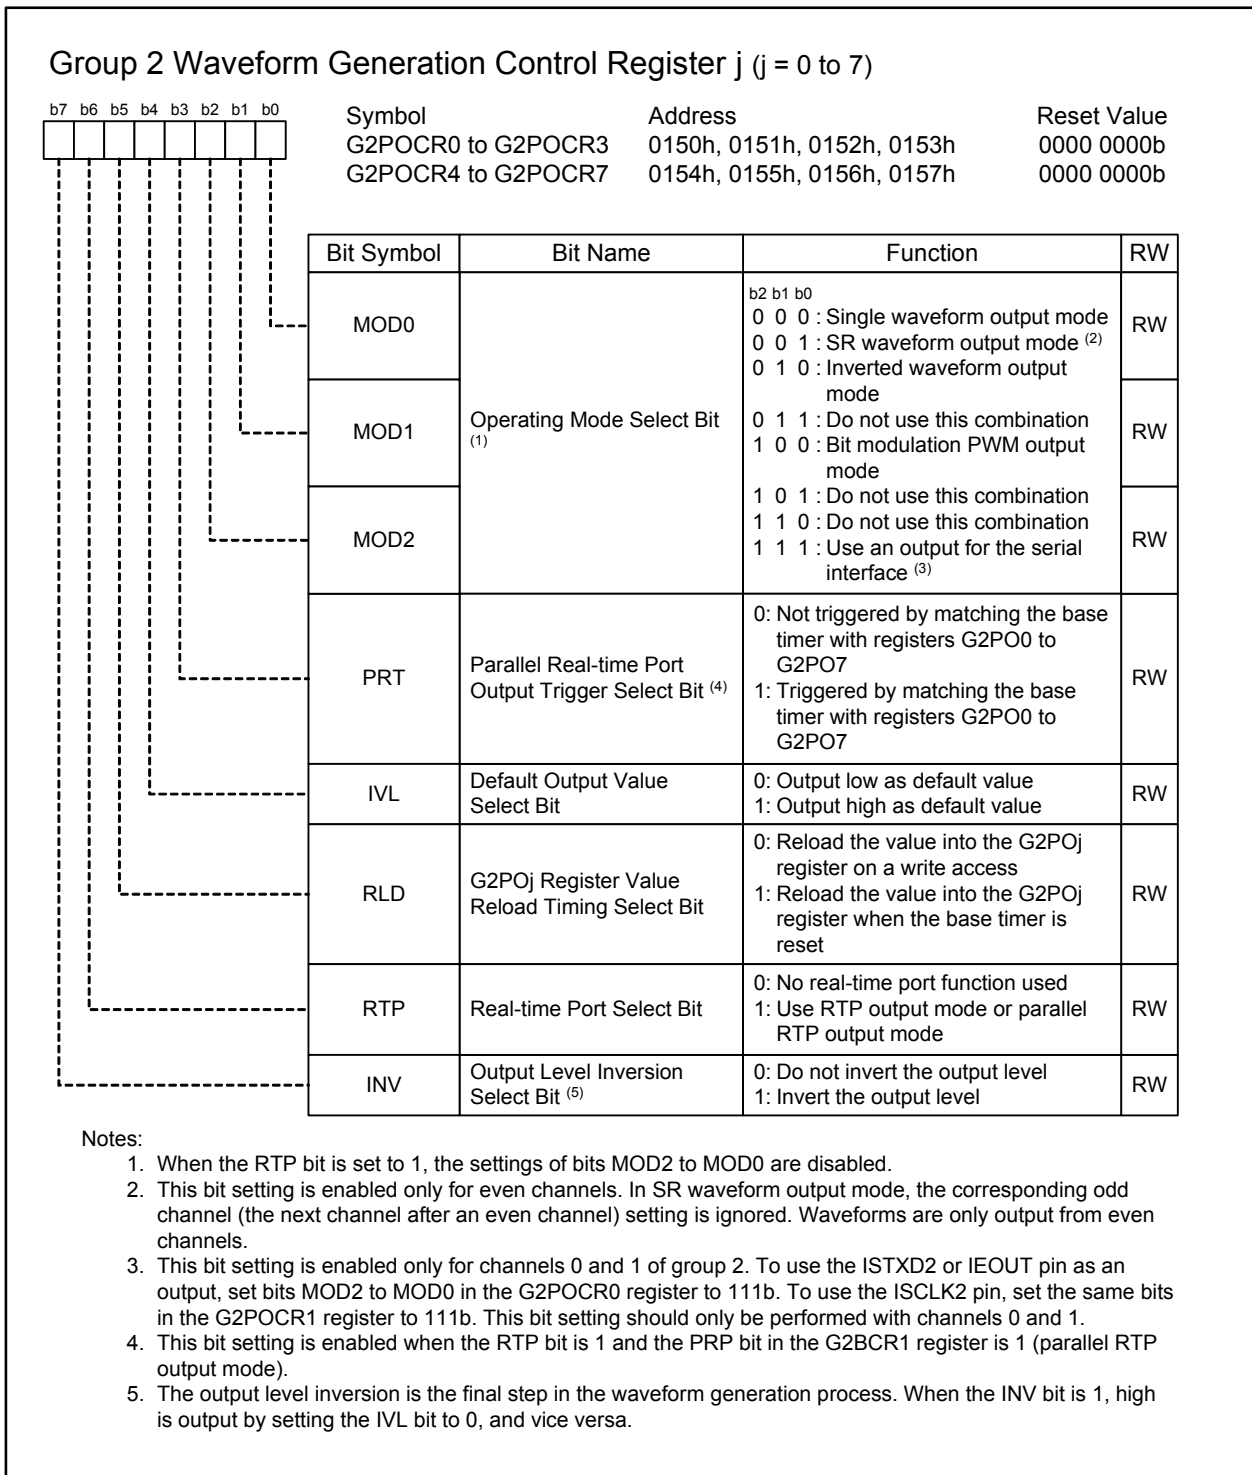 Group 2 Waveform Generation Control Register j (j = 0 to 7)
b7 b6 b5 b4 b3 b2 b1 b0
Symbol Address Reset Value
G2POCR0 to G2POCR3 0150h, 0151h, 0152h, 0153h 0000 0000b
G2POCR4 to G2POCR7 0154h, 0155h, 0156h, 0157h 0000 0000b
Bit Symbol Bit Name Function RW
MOD0
RW
MOD1
Operating Mode Select Bit
(1)
RW
MOD2
RW
b2 b1 b0
0 0 0 : Single waveform output mode
0 0 1 : SR waveform output mode (2)
0 1 0 : Inverted waveform output
mode
0 1 1 : Do not use this combination
1 0 0 : Bit modulation PWM output
mode
1 0 1 : Do not use this combination
1 1 0 : Do not use this combination
1 1 1 : Use an output for the serial
interface (3)
PRT
Parallel Real-time Port
Output Trigger Select Bit (4)
0: Not triggered by matching the base
timer with registers G2PO0 to
G2PO7
1: Triggered by matching the base
timer with registers G2PO0 to
G2PO7
RW
IVL
Default Output Value
Select Bit
0: Output low as default value
1: Output high as default value
RW
RLD
G2POj Register Value
Reload Timing Select Bit
0: Reload the value into the G2POj
register on a write access
1: Reload the value into the G2POj
register when the base timer is
reset
RW
RTP
Real-time Port Select Bit
0: No real-time port function used
1: Use RTP output mode or parallel
RTP output mode
RW
INV
Output Level Inversion
Select Bit (5)
0: Do not invert the output level
1: Invert the output level
RW
Notes:
1. When the RTP bit is set to 1, the settings of bits MOD2 to MOD0 are disabled.
2. This bit setting is enabled only for even channels. In SR waveform output mode, the corresponding odd
channel (the next channel after an even channel) setting is ignored. Waveforms are only output from even
channels.
3. This bit setting is enabled only for channels 0 and 1 of group 2. To use the ISTXD2 or IEOUT pin as an
output, set bits MOD2 to MOD0 in the G2POCR0 register to 111b. To use the ISCLK2 pin, set the same bits
in the G2POCR1 register to 111b. This bit setting should only be performed with channels 0 and 1.
4. This bit setting is enabled when the RTP bit is 1 and the PRP bit in the G2BCR1 register is 1 (parallel RTP
output mode).
5. The output level inversion is the final step in the waveform generation process. When the INV bit is 1, high
is output by setting the IVL bit to 0, and vice versa.